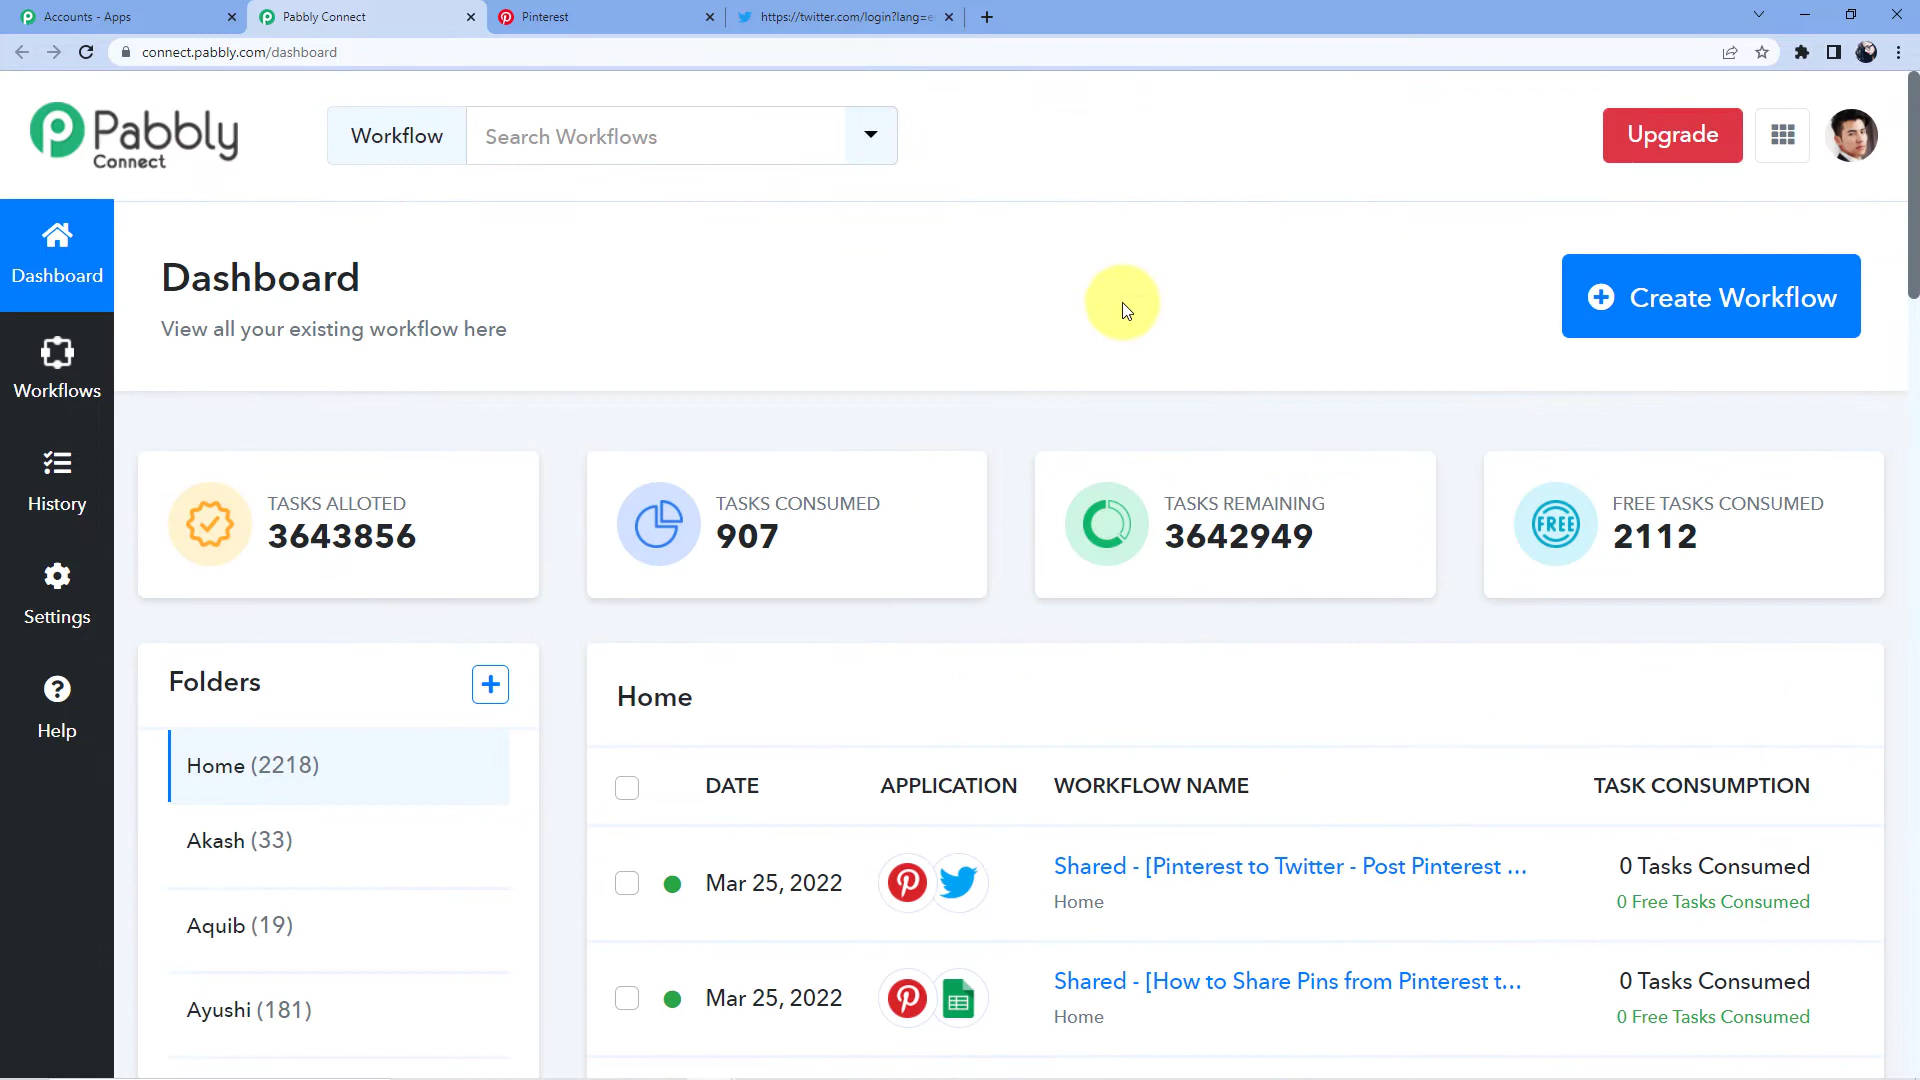 Accounts - Apps
Pabbly Connect
Pinterest
https://twitter.com/login?lang=e
connect.pabbly.com/dashboard
Pabbly
Connect
Workflow
Search Workflows
Upgrade
Dashboard
Workflows
History
Settings
Help
Dashboard
View all your existing workflow here
Create Workflow
TASKS ALLOTED
3643856
TASKS CONSUMED
907
TASKS REMAINING
3642949
FREE
FREE TASKS CONSUMED
2112
Folders
Home (2218)
Akash (33)
Aquib (19)
Ayushi (181)
Home
DATE APPLICATION WORKFLOW NAME TASK CONSUMPTION
Mar 25, 2022
Shared - [Pinterest to Twitter - Post Pinterest ...
Home
0 Tasks Consumed
0 Free Tasks Consumed
Mar 25, 2022
Shared - [How to Share Pins from Pinterest t...
Home
0 Tasks Consumed
0 Free Tasks Consumed